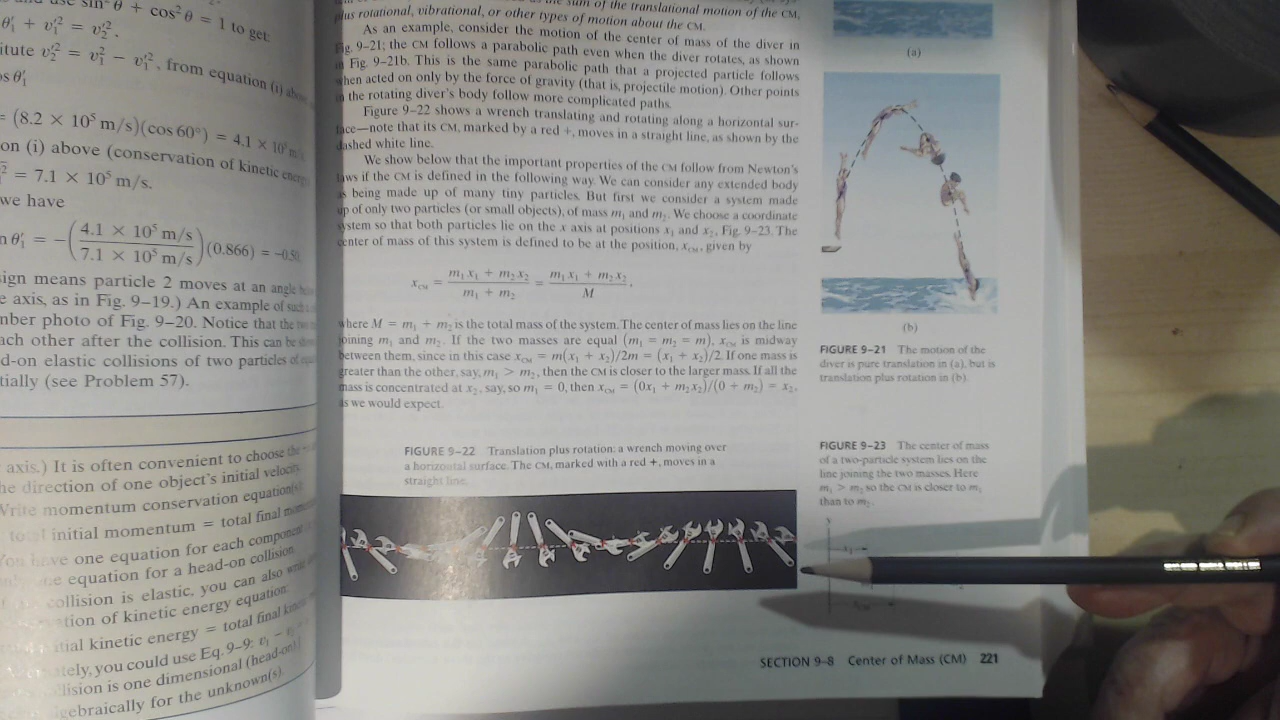 sin² θ + cos² θ = 1 to get:
θ′₁ + v′₁² = v′₂².
v′₂² = v₁² − v′₁², from equation (i)
θ′₁
= (8.2 × 10⁵ m/s)(cos 60°) = 4.1 × 10⁵ m/s
on (i) above (conservation of kinetic
= 7.1 × 10⁵ m/s.
we have
θ′₁ = −(4.1 × 10⁵ m/s / 7.1 × 10⁵ m/s)(0.866) = −0.50
means particle 2 moves at an angle
axis, as in Fig. 9–19.) An example of
photo of Fig. 9–20. Notice that the
other after the collision. This can be
elastic collisions of two particles of
(see Problem 57).
axis.) It is often convenient to choose the
direction of one object's initial velocity.
Write momentum conservation equation(s):
initial momentum = total final
have one equation for each component
equation for a head-on collision.
collision is elastic, you can also
of kinetic energy equation:
kinetic energy = total final
you could use Eq. 9–9:
is one dimensional (head-on)
for the unknown(s).
the sum of the translational motion of the CM,
plus rotational, vibrational, or other types of motion about the CM.
As an example, consider the motion of the center of mass of the diver in
Fig. 9–21; the CM follows a parabolic path even when the diver rotates, as shown
in Fig. 9–21b. This is the same parabolic path that a projected particle follows
when acted on only by the force of gravity (that is, projectile motion). Other points
in the rotating diver's body follow more complicated paths.
Figure 9–22 shows a wrench translating and rotating along a horizontal sur-
face—note that its CM, marked by a red +, moves in a straight line, as shown by the
dashed white line.
We show below that the important properties of the CM follow from Newton's
laws if the CM is defined in the following way. We can consider any extended body
as being made up of many tiny particles. But first we consider a system made
up of only two particles (or small objects), of mass m₁ and m₂. We choose a coordinate
system so that both particles lie on the x axis at positions x₁ and x₂, Fig. 9–23. The
center of mass of this system is defined to be at the position, x_CM, given by
x_CM = (m₁x₁ + m₂x₂)/(m₁ + m₂) = (m₁x₁ + m₂x₂)/M,
where M = m₁ + m₂ is the total mass of the system. The center of mass lies on the line
joining m₁ and m₂. If the two masses are equal (m₁ = m₂ = m), x_CM is midway
between them, since in this case x_CM = m(x₁ + x₂)/2m = (x₁ + x₂)/2. If one mass is
greater than the other, say, m₁ > m₂, then the CM is closer to the larger mass. If all the
mass is concentrated at x₂, say, so m₁ = 0, then x_CM = (0x₁ + m₂x₂)/(0 + m₂) = x₂,
as we would expect.
FIGURE 9–22 Translation plus rotation: a wrench moving over
a horizontal surface. The CM, marked with a red +, moves in a
straight line.
(a)
(b)
FIGURE 9–21 The motion of the
diver is pure translation in (a), but is
translation plus rotation in (b).
FIGURE 9–23 The center of mass
of a two-particle system lies on the
line joining the two masses. Here
m₁ > m₂ so the CM is closer to m₁
than to m₂.
SECTION 9–8 Center of Mass (CM) 221